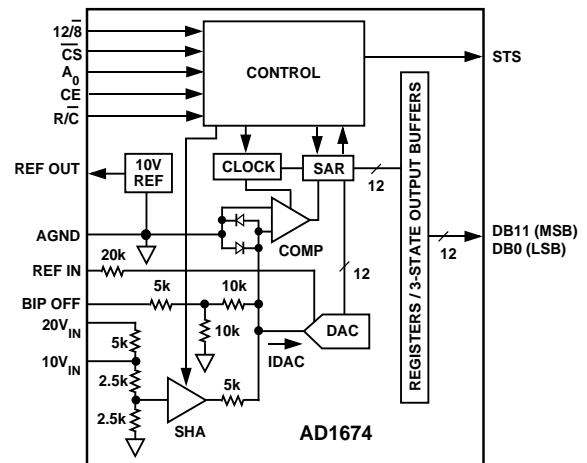 12/8̅
C̅S̅
A₀
CE
R/C̅
CONTROL
STS
REF OUT
10V
REF
CLOCK
SAR
12
AGND
COMP
REF IN
20k
12
BIP OFF
5k
10k
10k
DAC
IDAC
20VIN
5k
10VIN
2.5k
2.5k
SHA
5k
REGISTERS / 3-STATE OUTPUT BUFFERS
12
DB11 (MSB)
DB0 (LSB)
AD1674